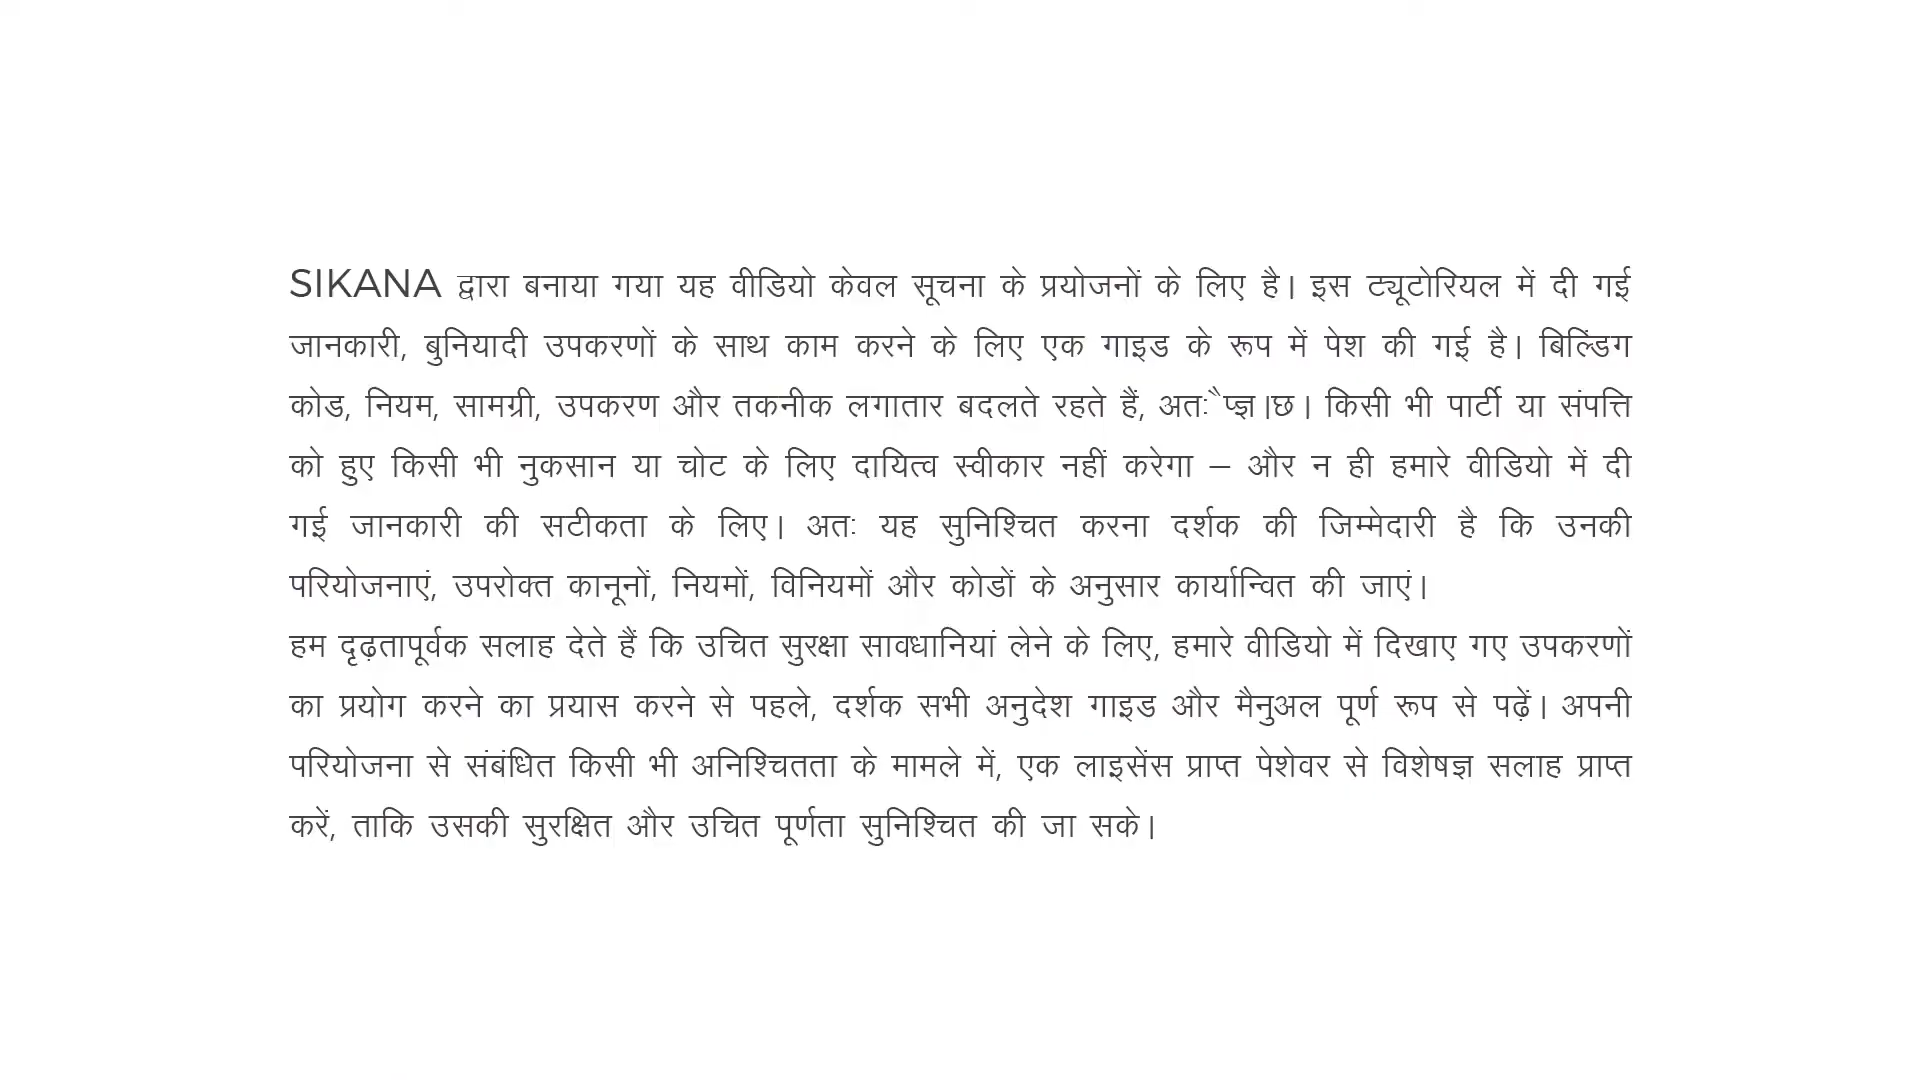 SIKANA द्वारा बनाया गया यह वीडियो केवल सूचना के प्रयोजनों के लिए है। इस ट्यूटोरियल में दी गई
जानकारी, बुनियादी उपकरणों के साथ काम करने के लिए एक गाइड के रूप में पेश की गई है। बिल्डिंग
कोड, नियम, सामग्री, उपकरण और तकनीक लगातार बदलते रहते हैं, अतःैप्ज्ञ।छ। किसी भी पार्टी या संपत्ति
को हुए किसी भी नुकसान या चोट के लिए दायित्व स्वीकार नहीं करेगा – और न ही हमारे वीडियो में दी
गई जानकारी की सटीकता के लिए। अतः यह सुनिश्चित करना दर्शक की जिम्मेदारी है कि उनकी
परियोजनाएं, उपरोक्त कानूनों, नियमों, विनियमों और कोडों के अनुसार कार्यान्वित की जाएं।
हम दृढ़तापूर्वक सलाह देते हैं कि उचित सुरक्षा सावधानियां लेने के लिए, हमारे वीडियो में दिखाए गए उपकरणों
का प्रयोग करने का प्रयास करने से पहले, दर्शक सभी अनुदेश गाइड और मैनुअल पूर्ण रूप से पढ़ें। अपनी
परियोजना से संबंधित किसी भी अनिश्चितता के मामले में, एक लाइसेंस प्राप्त पेशेवर से विशेषज्ञ सलाह प्राप्त
करें, ताकि उसकी सुरक्षित और उचित पूर्णता सुनिश्चित की जा सके।